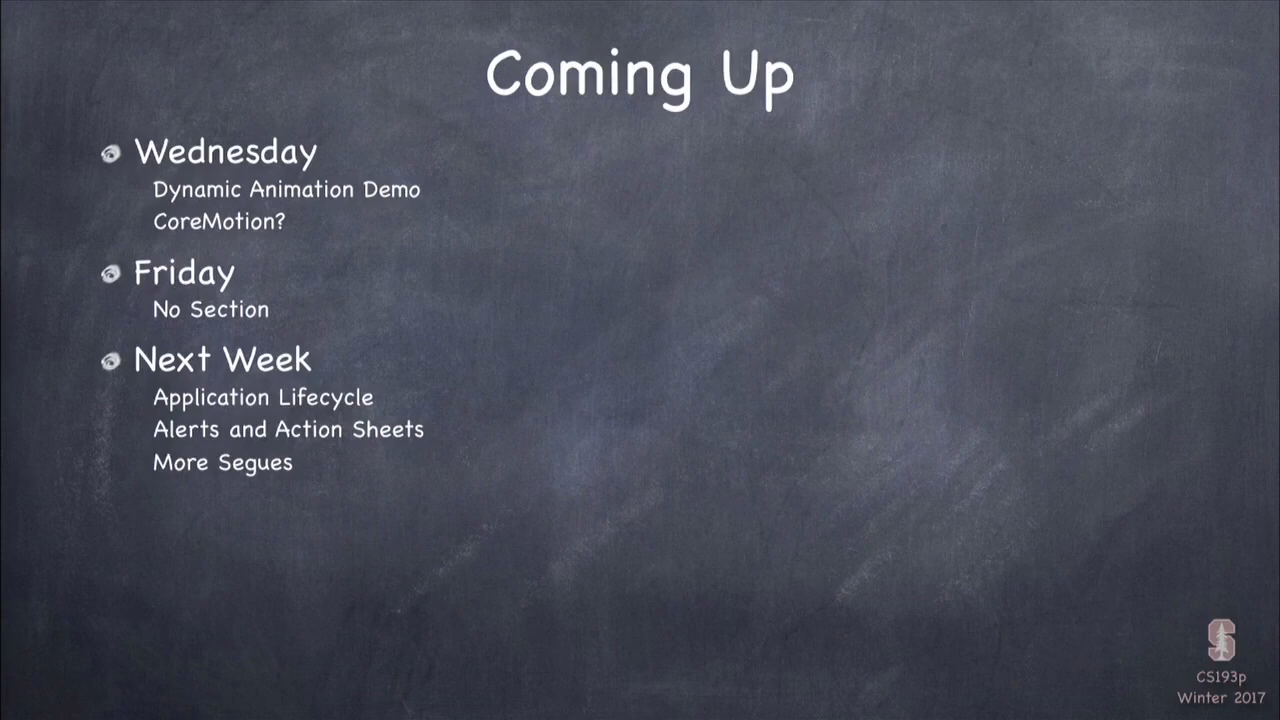 Coming Up
Wednesday
Dynamic Animation Demo
CoreMotion?
Friday
No Section
Next Week
Application Lifecycle
Alerts and Action Sheets
More Segues
CS193p
Winter 2017